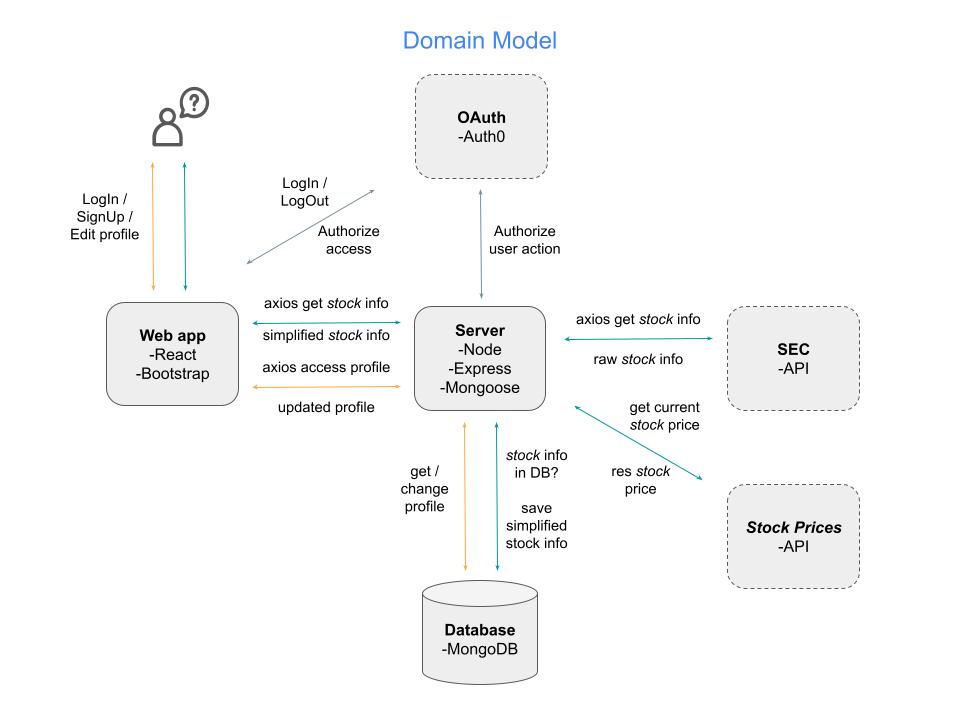 Domain Model
OAuth
-Auth0
?
LogIn /
SignUp /
Edit profile
LogIn /
LogOut
Authorize
access
Authorize
user action
Web app
-React
-Bootstrap
axios get stock info
simplified stock info
axios access profile
updated profile
Server
-Node
-Express
-Mongoose
axios get stock info
raw stock info
SEC
-API
get current
stock price
res stock
price
Stock Prices
-API
get /
change
profile
stock info
in DB?
save
simplified
stock info
Database
-MongoDB